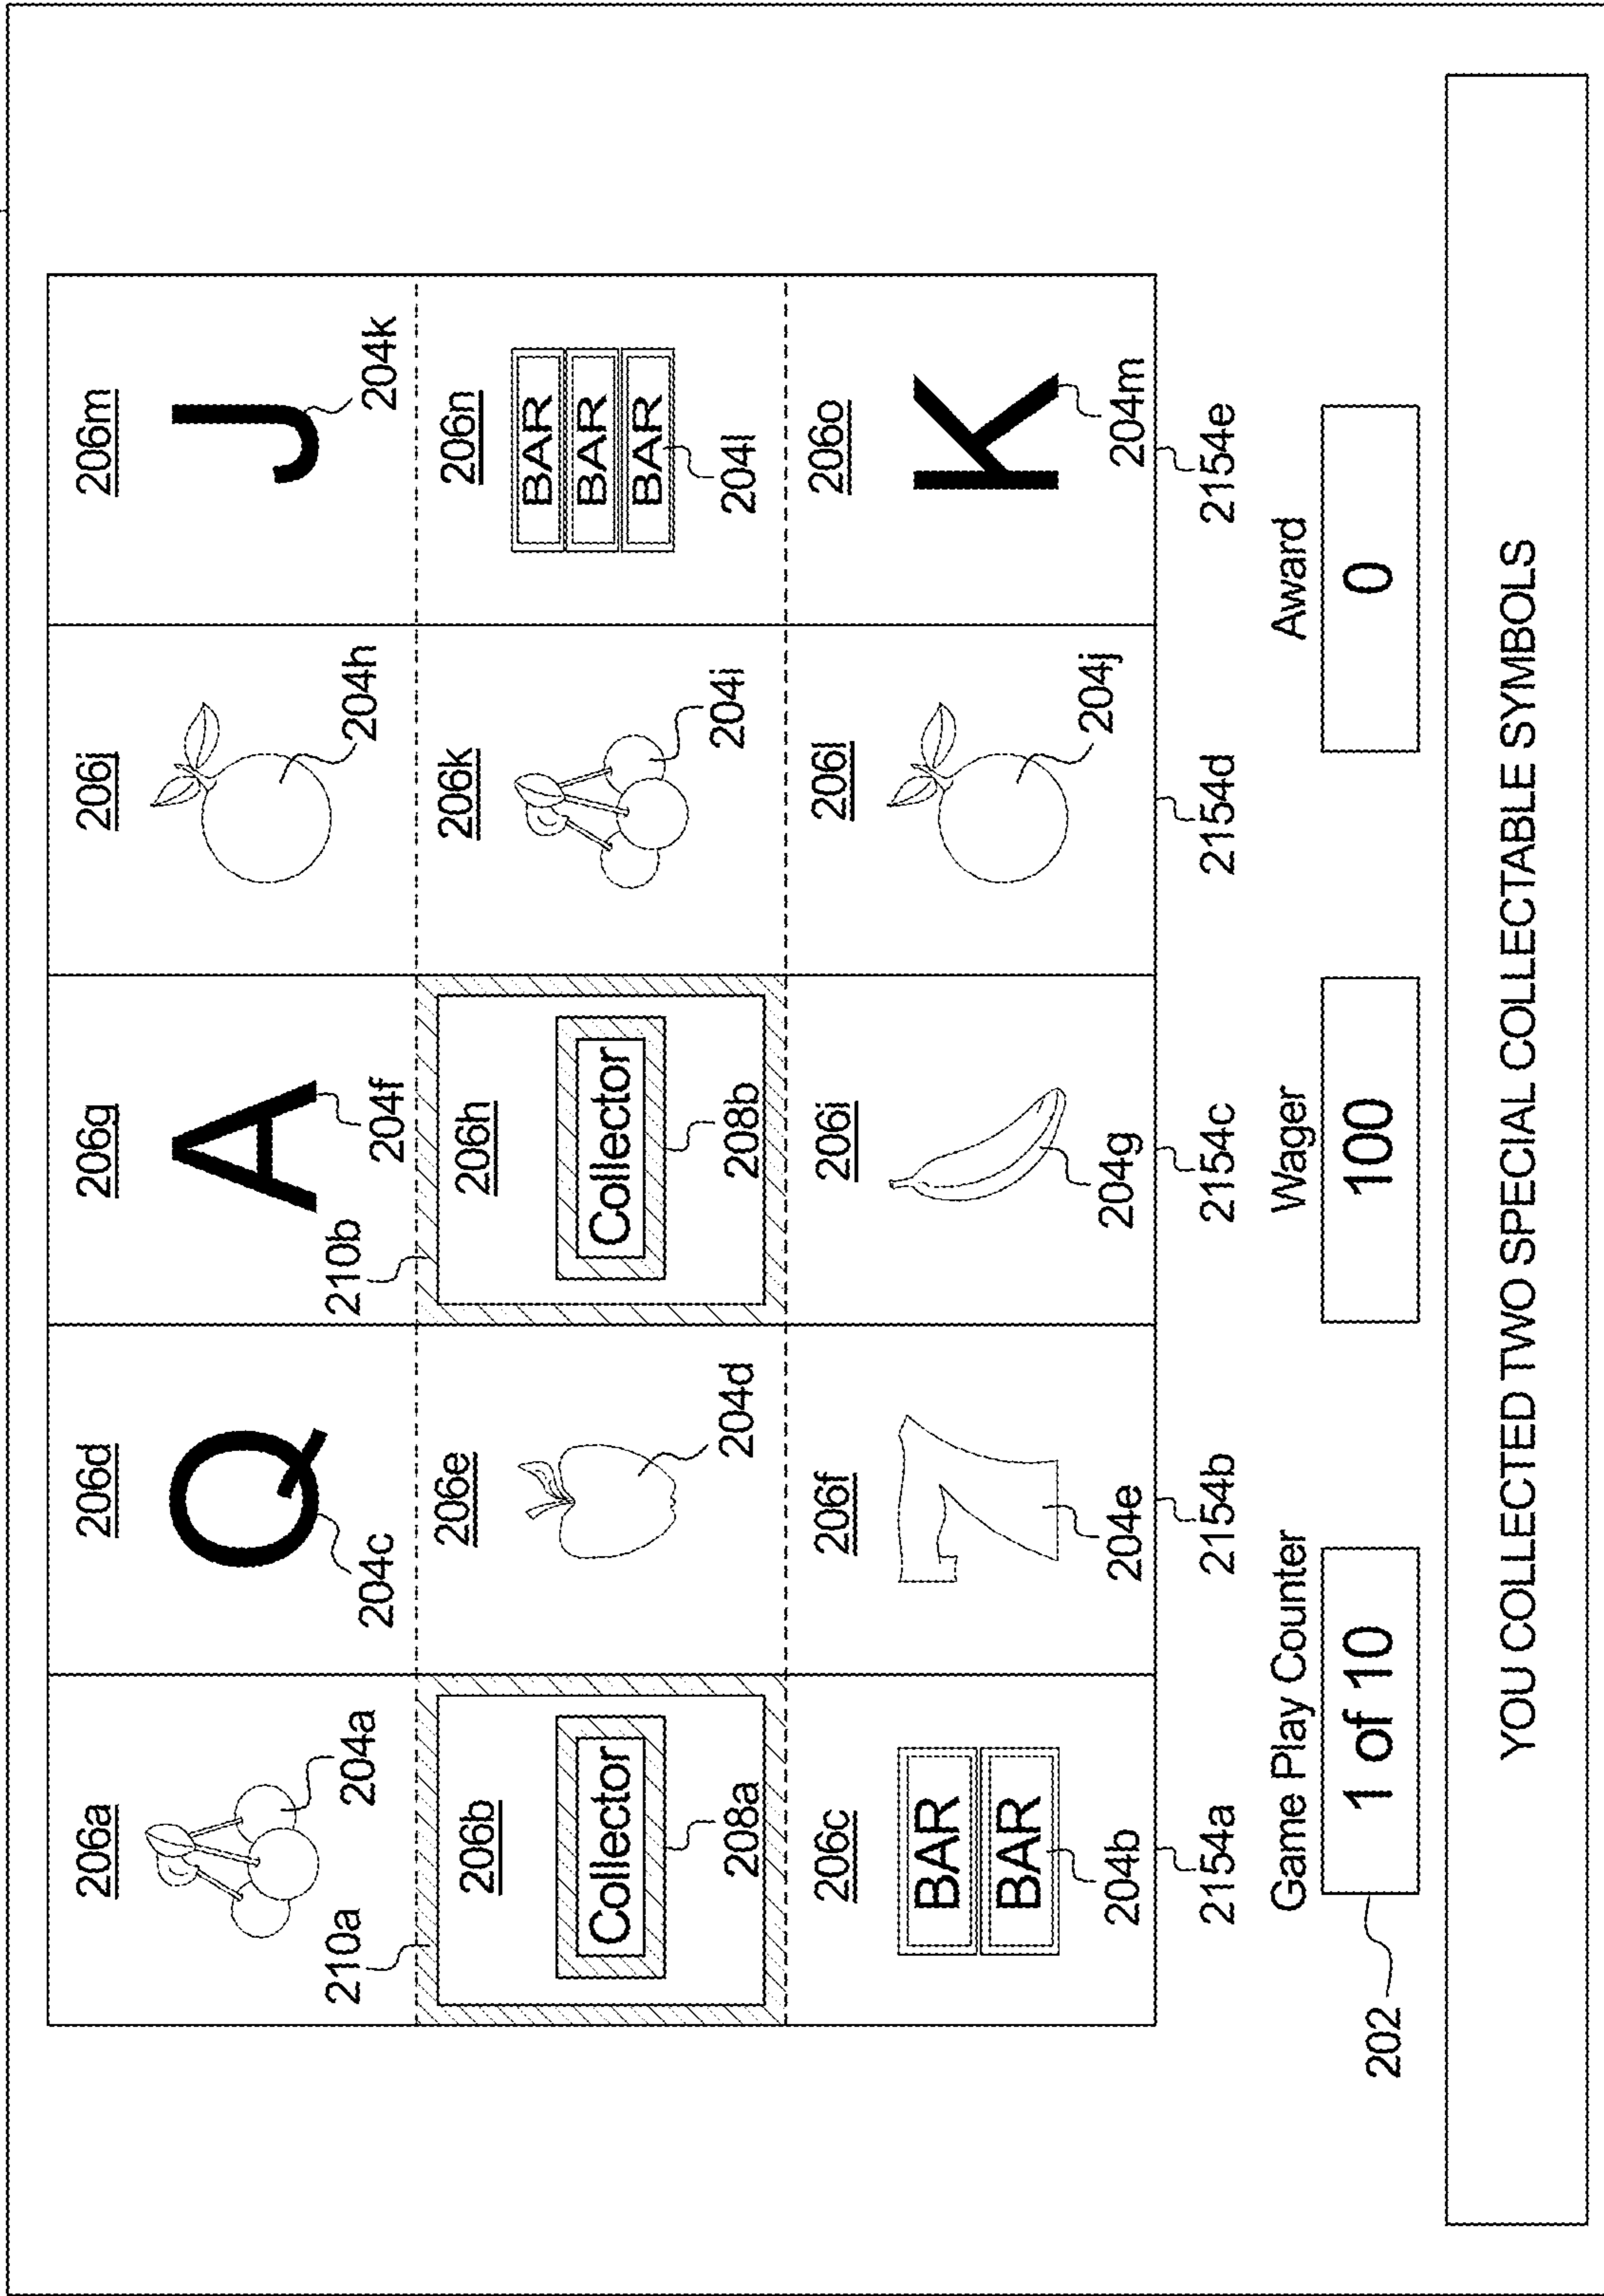 206a 206d 206g 206j 206m
Q A J
204a 204c 204f 204h 204k
210a 210b
206b 206e 206h 206k 206n
Collector Collector BAR
BAR
BAR
208a 204d 208b 204i 204l
206c 206f 206i 206l 206o
BAR 7 K
BAR
204b 204e 204g 204j 204m
2154a 2154b 2154c 2154d 2154e
Game Play Counter Wager Award
202 1 of 10 100 0
YOU COLLECTED TWO SPECIAL COLLECTABLE SYMBOLS